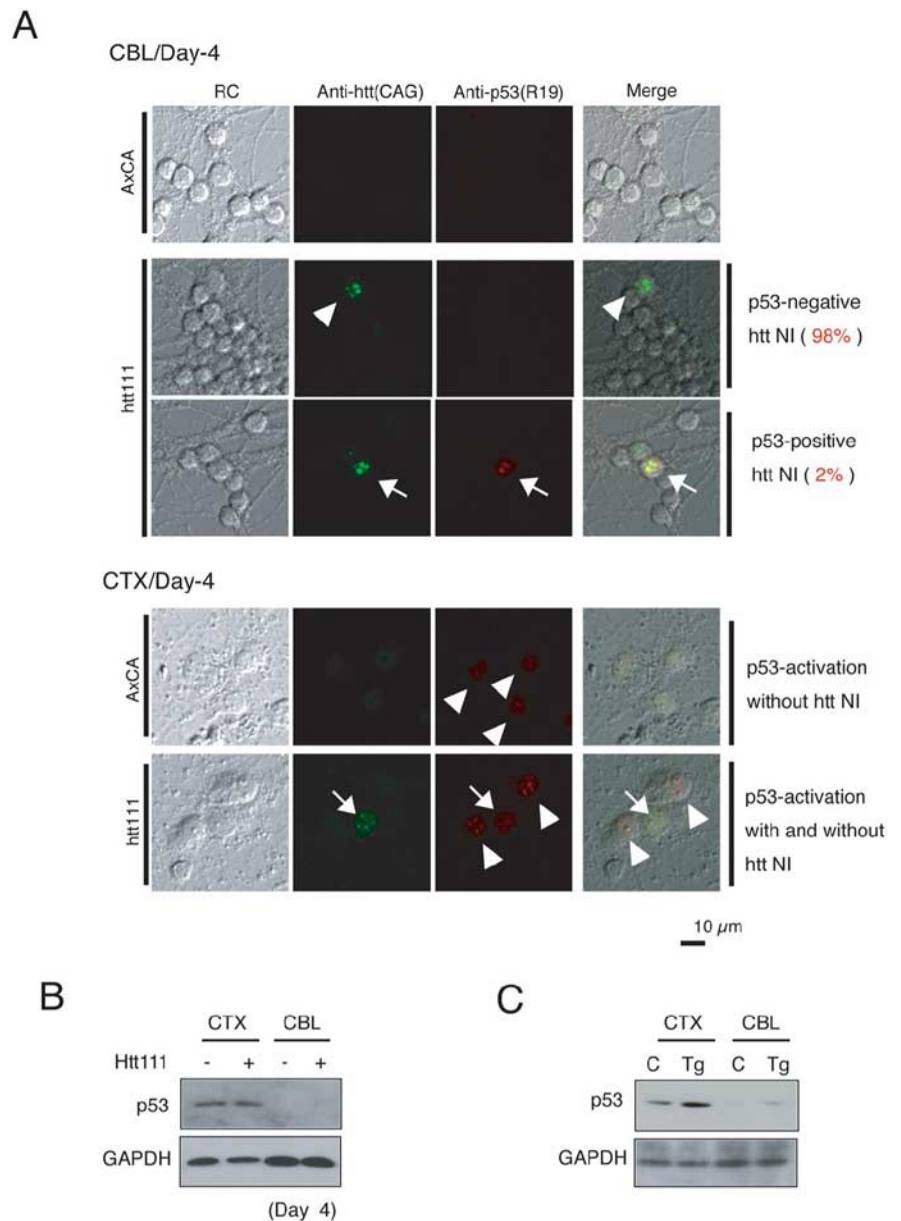 A
CBL/Day-4
RC Anti-htt(CAG) Anti-p53(R19) Merge
AxCA
htt111
p53-negative
htt NI ( 98% )
p53-positive
htt NI ( 2% )
CTX/Day-4
AxCA
htt111
p53-activation
without htt NI
p53-activation
with and without
htt NI
10 µm
B
CTX CBL
Htt111 - + - +
p53
GAPDH
(Day 4)
C
CTX CBL
C Tg C Tg
p53
GAPDH